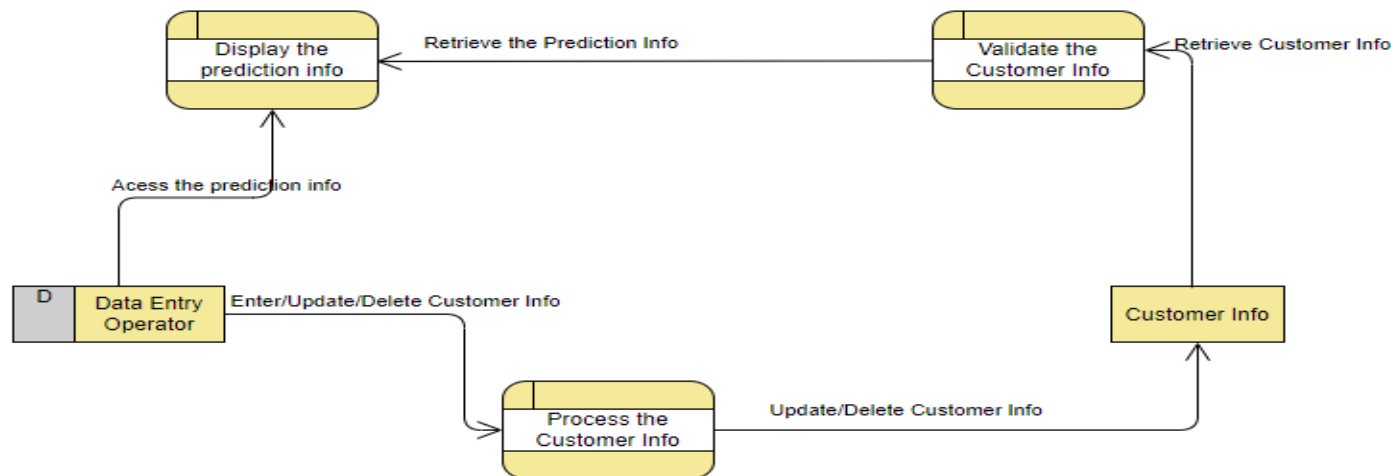 Display the
prediction info
Retrieve the Prediction Info
Validate the
Customer Info
Retrieve Customer Info
Acess the prediction info
D
Data Entry
Operator
Enter/Update/Delete Customer Info
Customer Info
Process the
Customer Info
Update/Delete Customer Info